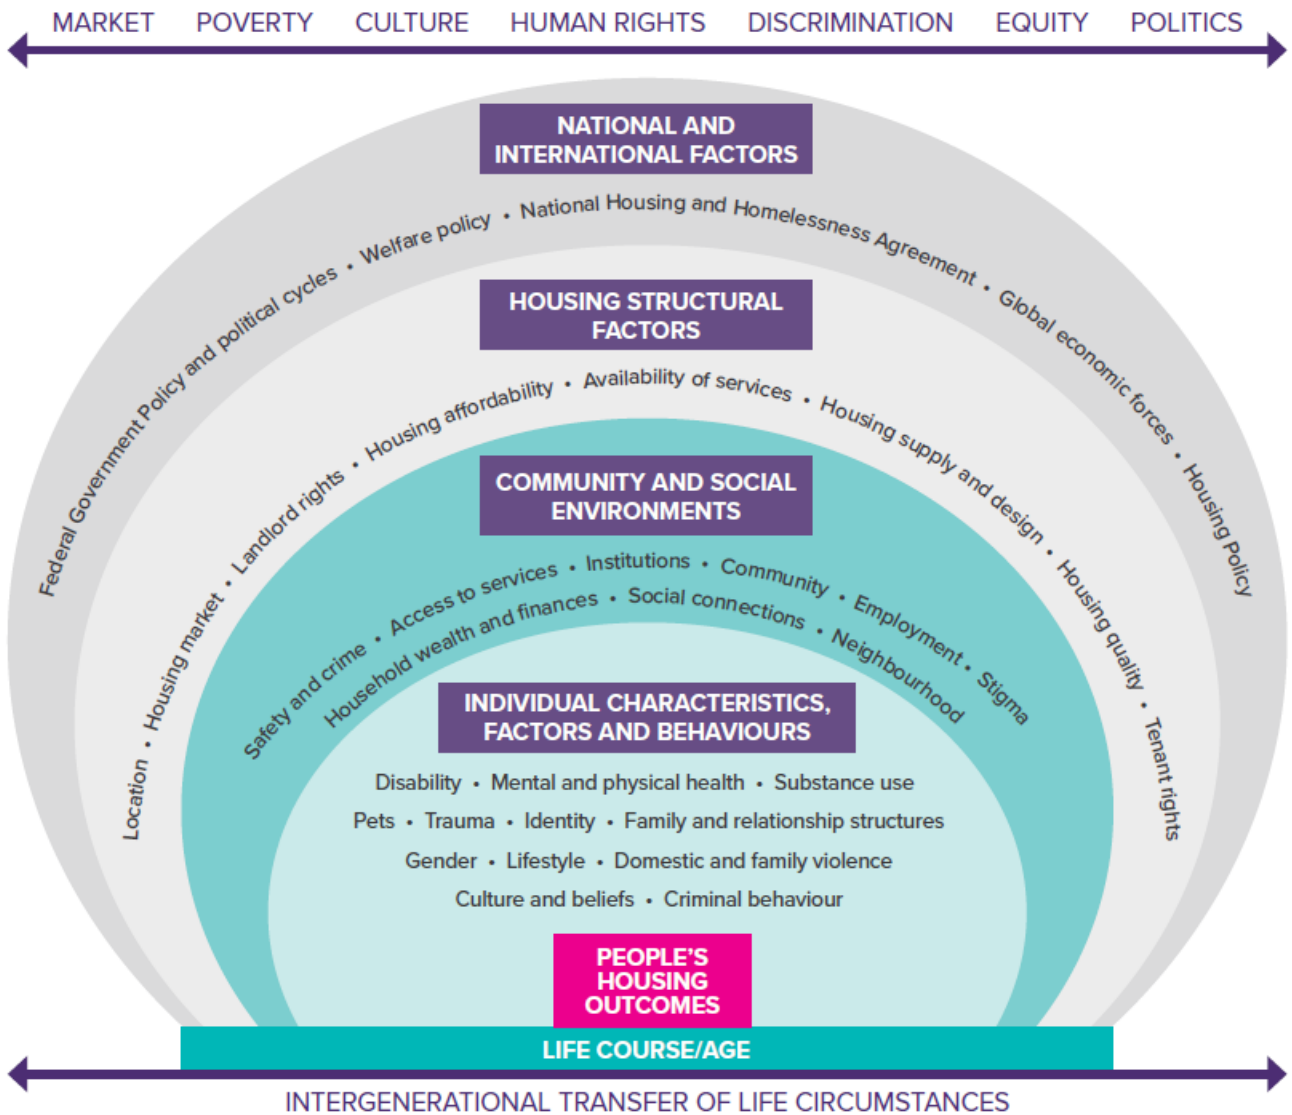 MARKET POVERTY CULTURE HUMAN RIGHTS DISCRIMINATION EQUITY POLITICS
NATIONAL AND
INTERNATIONAL FACTORS
Federal Government Policy and political cycles • Welfare policy • National Housing and Homelessness Agreement • Global economic forces • Housing Policy
HOUSING STRUCTURAL
FACTORS
Location • Housing market • Landlord rights • Housing affordability • Availability of services • Housing supply and design • Housing quality • Tenant rights
COMMUNITY AND SOCIAL
ENVIRONMENTS
Safety and crime • Access to services • Institutions • Community • Employment • Stigma
Household wealth and finances • Social connections • Neighbourhood
INDIVIDUAL CHARACTERISTICS,
FACTORS AND BEHAVIOURS
Disability • Mental and physical health • Substance use
Pets • Trauma • Identity • Family and relationship structures
Gender • Lifestyle • Domestic and family violence
Culture and beliefs • Criminal behaviour
PEOPLE'S
HOUSING
OUTCOMES
LIFE COURSE/AGE
INTERGENERATIONAL TRANSFER OF LIFE CIRCUMSTANCES